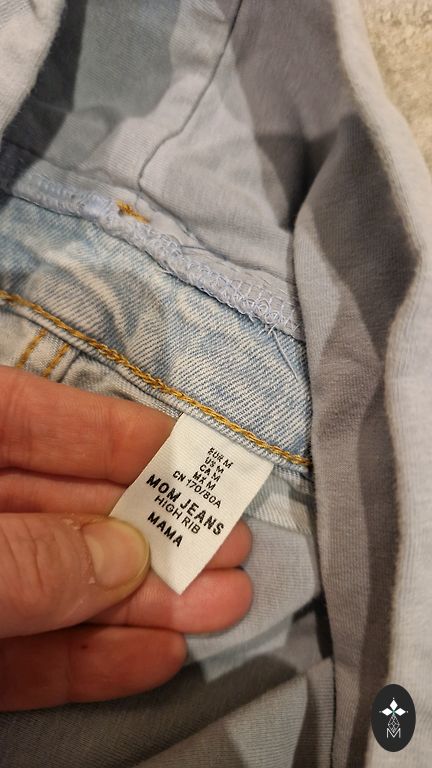 EUR M
US M
CA M
MX M
CN 170/80A
MOM JEANS
HIGH RIB
MAMA
M